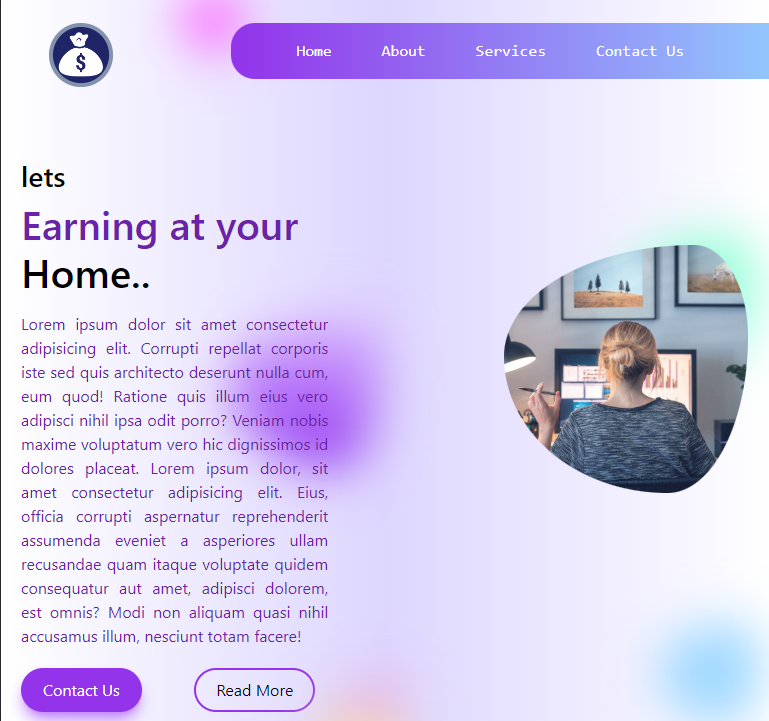 $
Home About Services Contact Us
lets
Earning at your
Home..
Lorem ipsum dolor sit amet consectetur
adipisicing elit. Corrupti repellat corporis
iste sed quis architecto deserunt nulla cum,
eum quod! Ratione quis illum eius vero
adipisci nihil ipsa odit porro? Veniam nobis
maxime voluptatum vero hic dignissimos id
dolores placeat. Lorem ipsum dolor, sit
amet consectetur adipisicing elit. Eius,
officia corrupti aspernatur reprehenderit
assumenda eveniet a asperiores ullam
recusandae quam itaque voluptate quidem
consequatur aut amet, adipisci dolorem,
est omnis? Modi non aliquam quasi nihil
accusamus illum, nesciunt totam facere!
Contact Us Read More